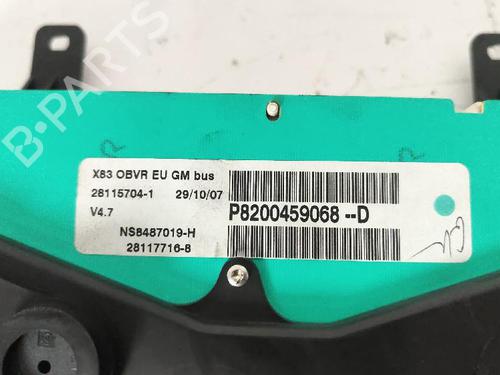 B-PARTS
X83 OBVR EU GM bus
28115704-1 29/10/07
V4.7 P8200459068 --D
NS8487019-H
28117716-8